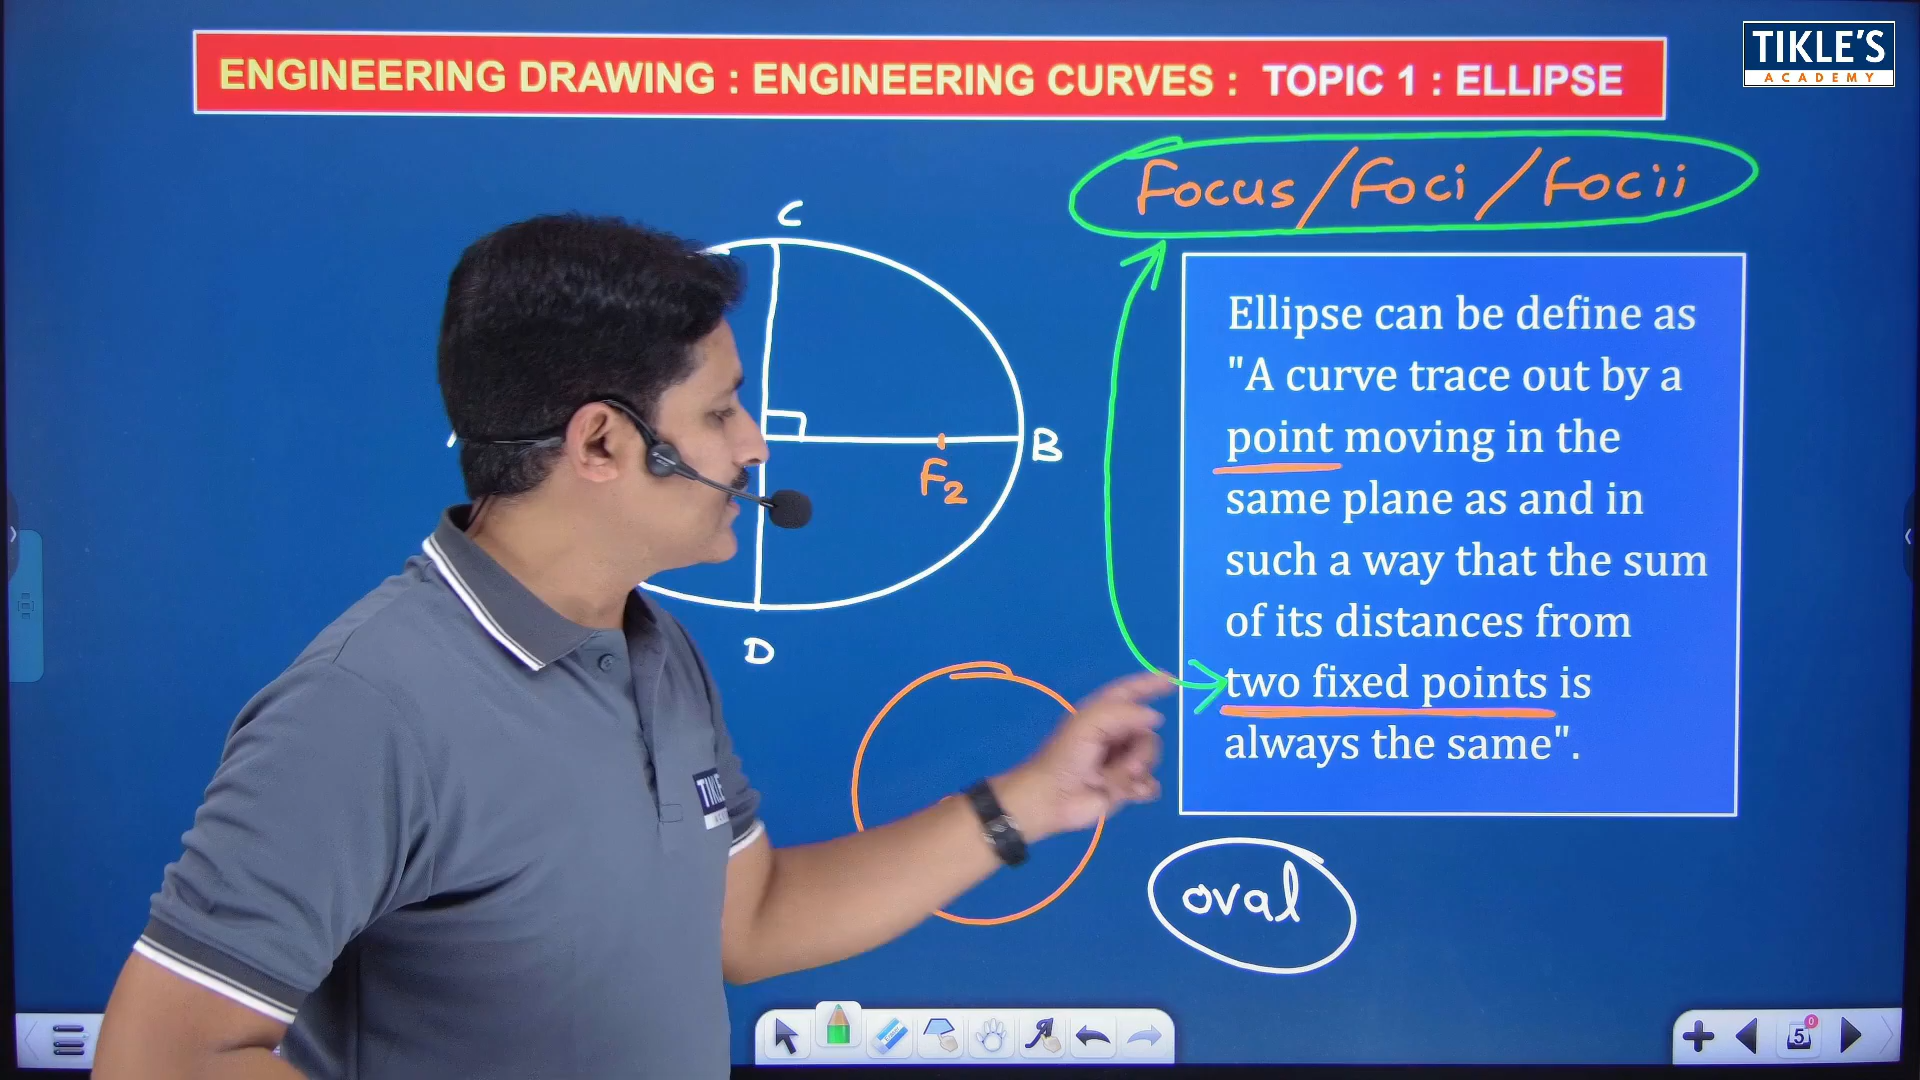 ENGINEERING DRAWING : ENGINEERING CURVES : TOPIC 1 : ELLIPSE
TIKLE'S
ACADEMY
Focus/Foci/Focii
C
B
F2
D
Ellipse can be define as
"A curve trace out by a
point moving in the
same plane as and in
such a way that the sum
of its distances from
two fixed points is
always the same".
oval
5
0